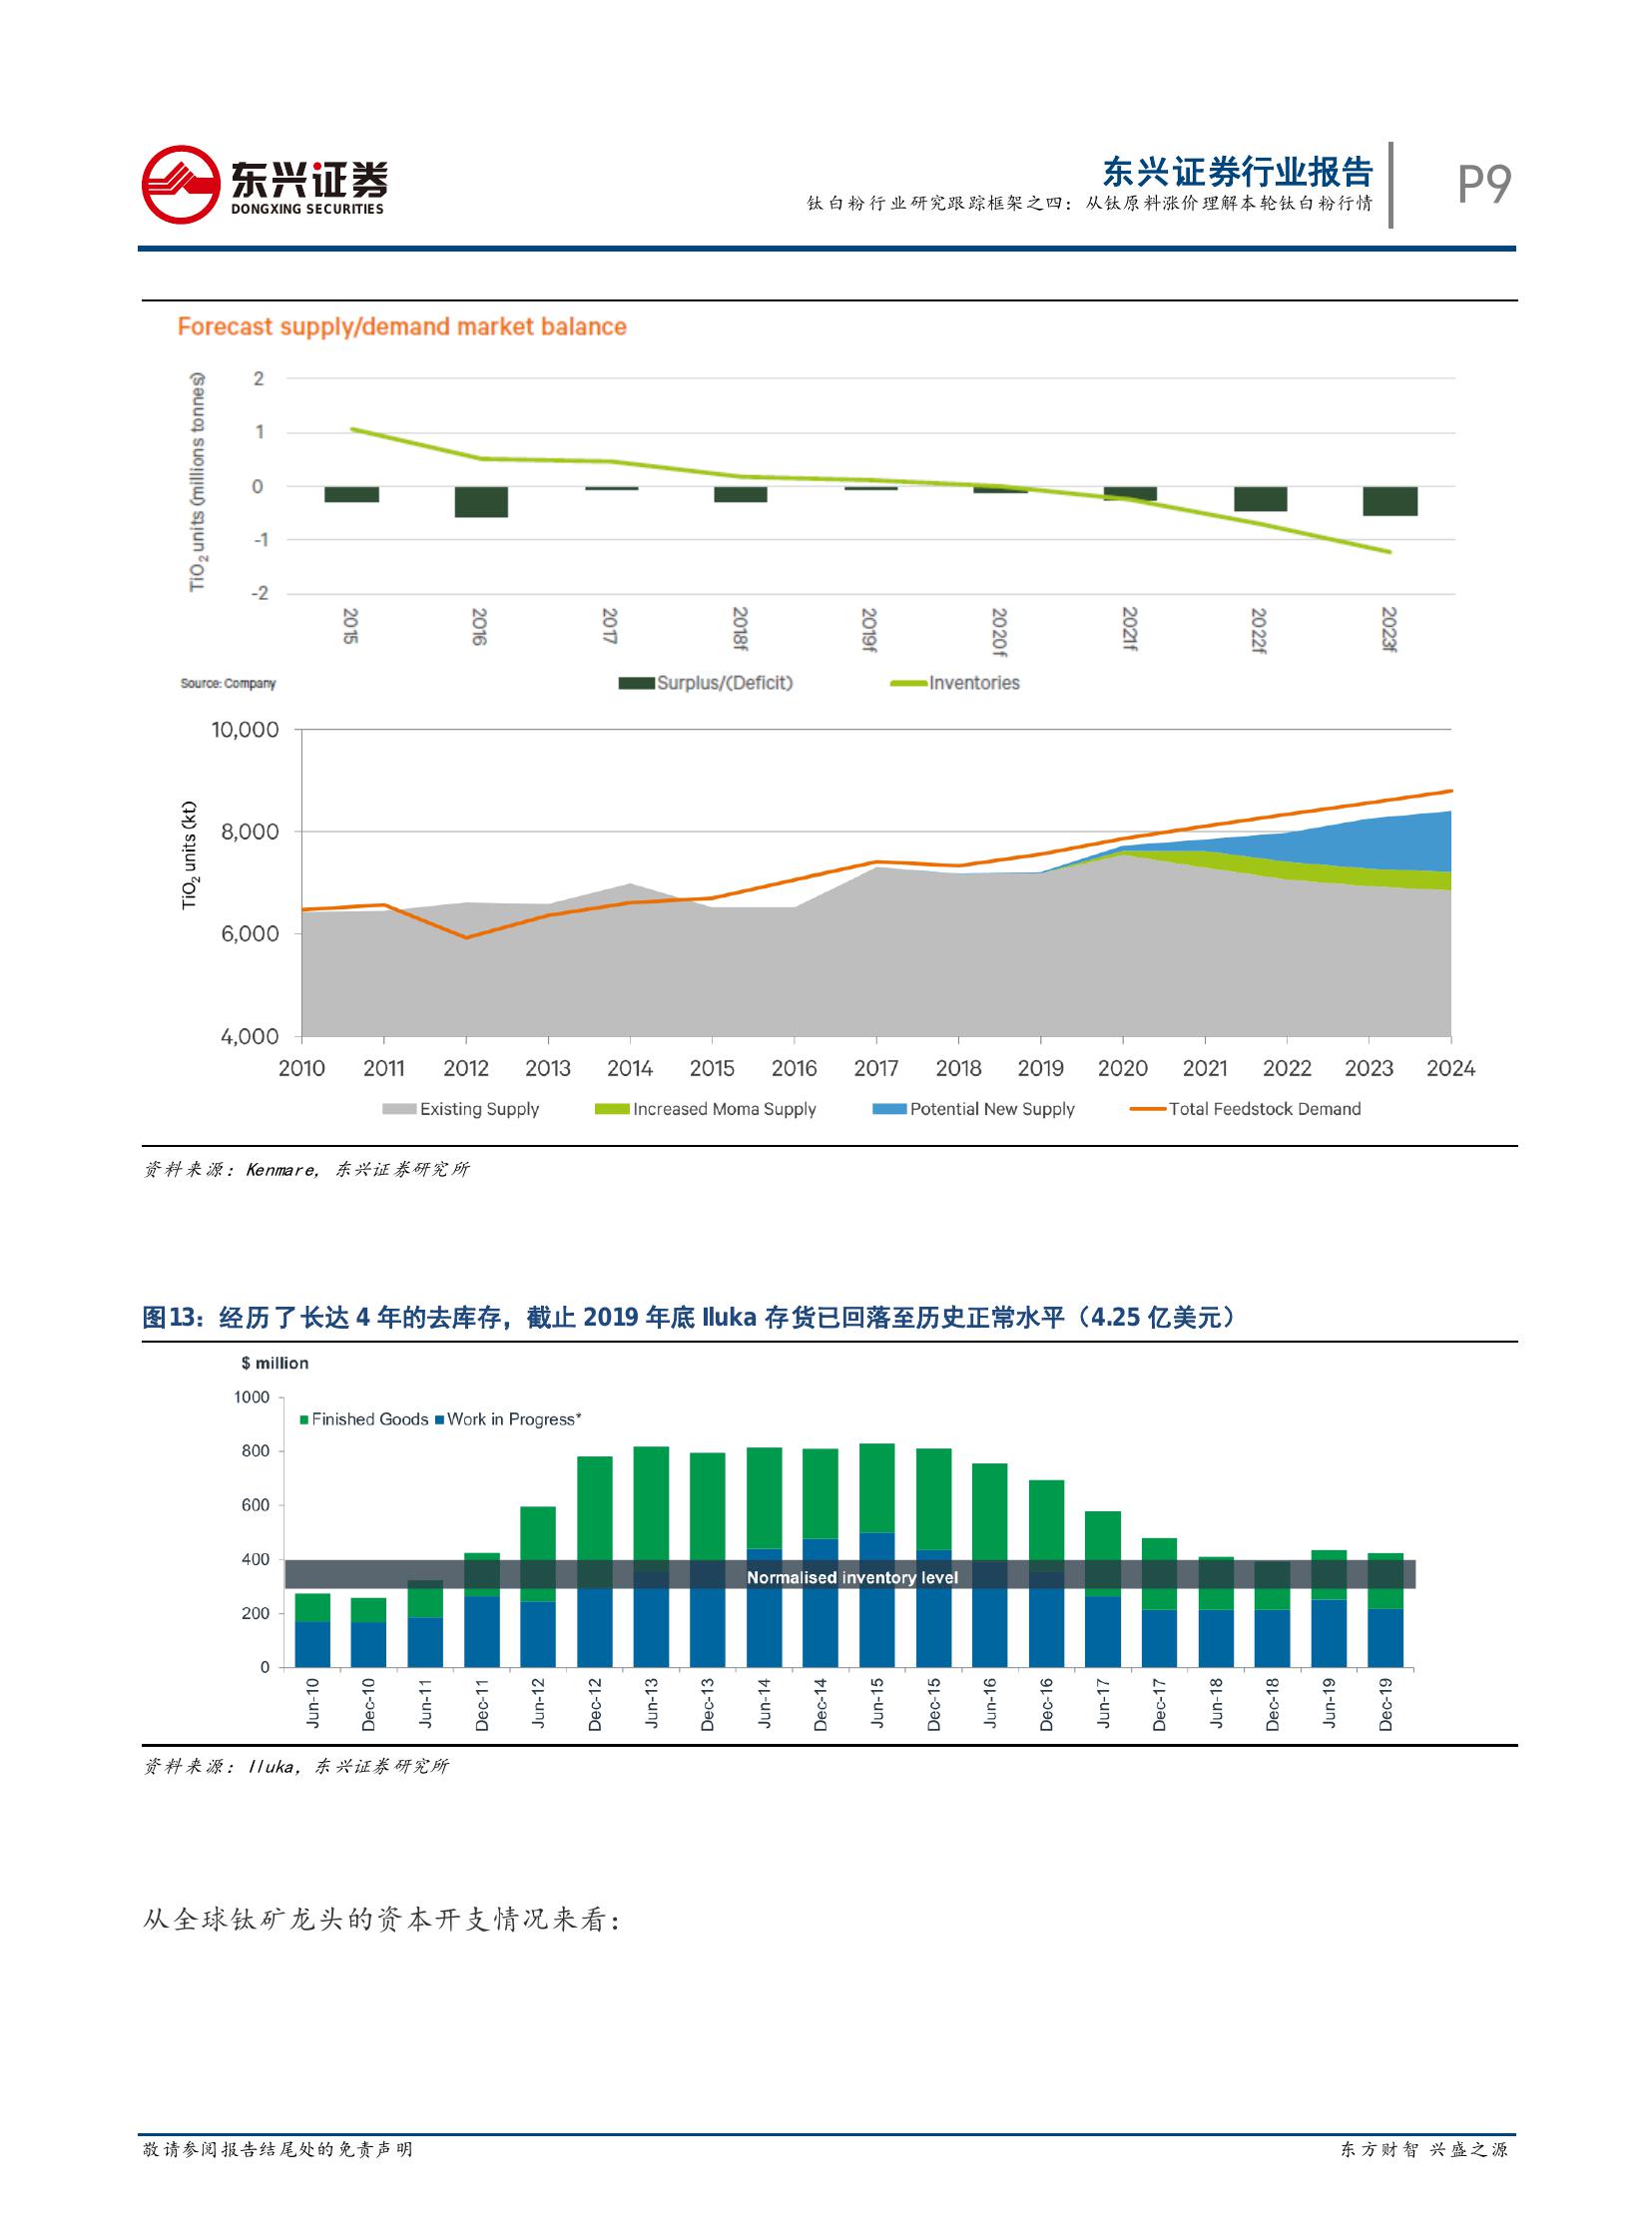 东兴证券
DONGXING SECURITIES
东兴证券行业报告
钛白粉行业研究跟踪框架之四：从钛原料涨价理解本轮钛白粉行情
P9
Forecast supply/demand market balance
TiO2 units (millions tonnes)
2
1
0
-1
-2
2015
2016
2017
2018f
2019f
2020f
2021f
2022f
2023f
Source: Company
Surplus/(Deficit)
Inventories
TiO2 units (kt)
10,000
8,000
6,000
4,000
2010 2011 2012 2013 2014 2015 2016 2017 2018 2019 2020 2021 2022 2023 2024
Existing Supply
Increased Moma Supply
Potential New Supply
Total Feedstock Demand
资料来源：Kenmare，东兴证券研究所
图13：经历了长达 4 年的去库存，截止 2019 年底 Iluka 存货已回落至历史正常水平（4.25 亿美元）
$ million
1000
800
600
400
200
0
Finished Goods Work in Progress*
Normalised inventory level
Jun-10
Dec-10
Jun-11
Dec-11
Jun-12
Dec-12
Jun-13
Dec-13
Jun-14
Dec-14
Jun-15
Dec-15
Jun-16
Dec-16
Jun-17
Dec-17
Jun-18
Dec-18
Jun-19
Dec-19
资料来源：Iluka，东兴证券研究所
从全球钛矿龙头的资本开支情况来看：
敬请参阅报告结尾处的免责声明
东方财智 兴盛之源